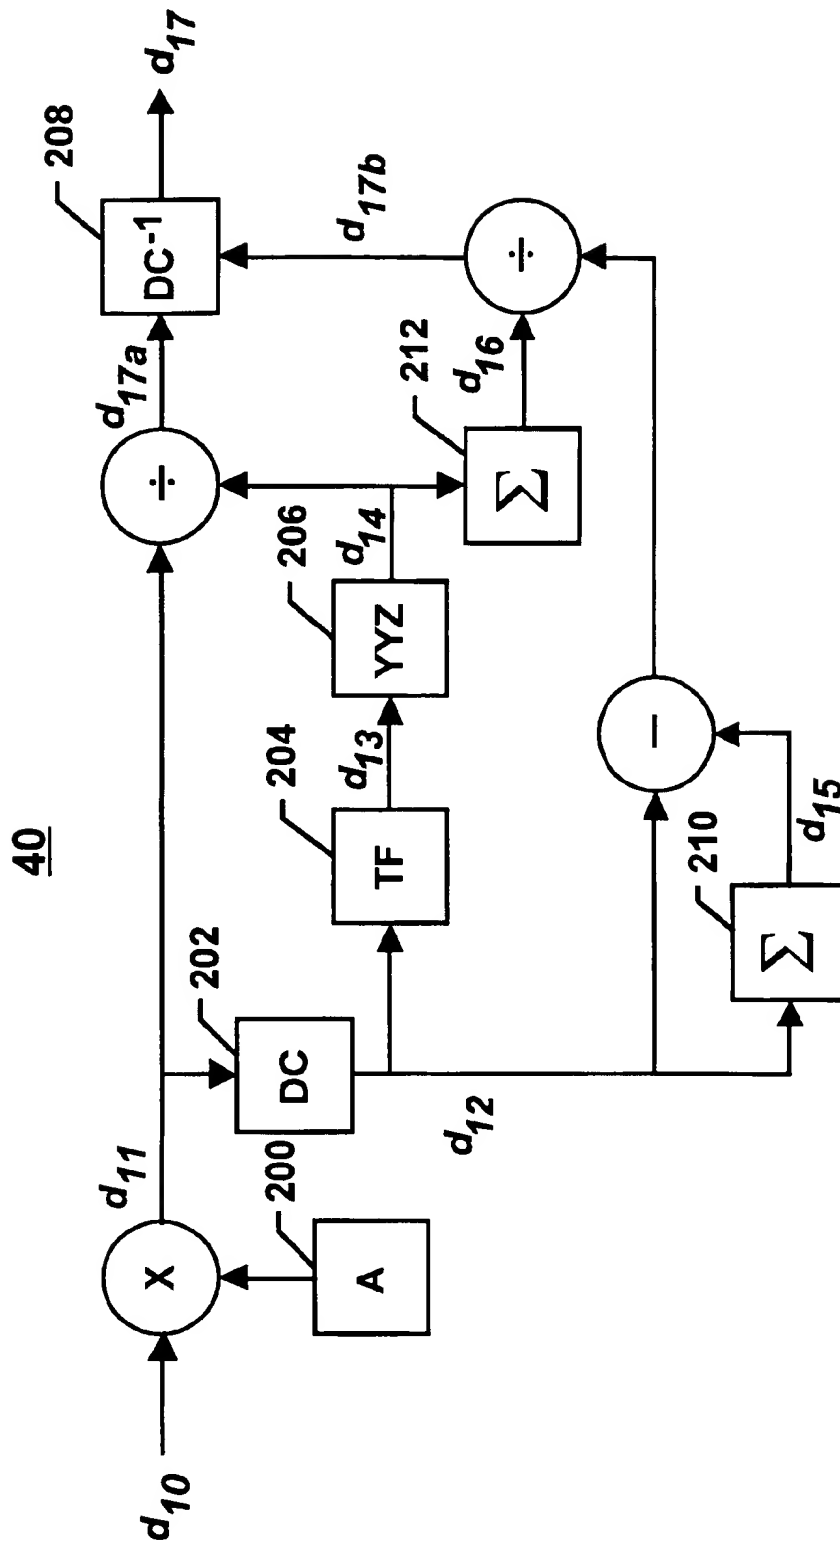 40
d10
X
d11
200
A
202
DC
d12
204
TF
d13
206
YYZ
d14
÷
d17a
208
DC-1
d17
d17b
212
Σ
d16
÷
−
210
Σ
d15